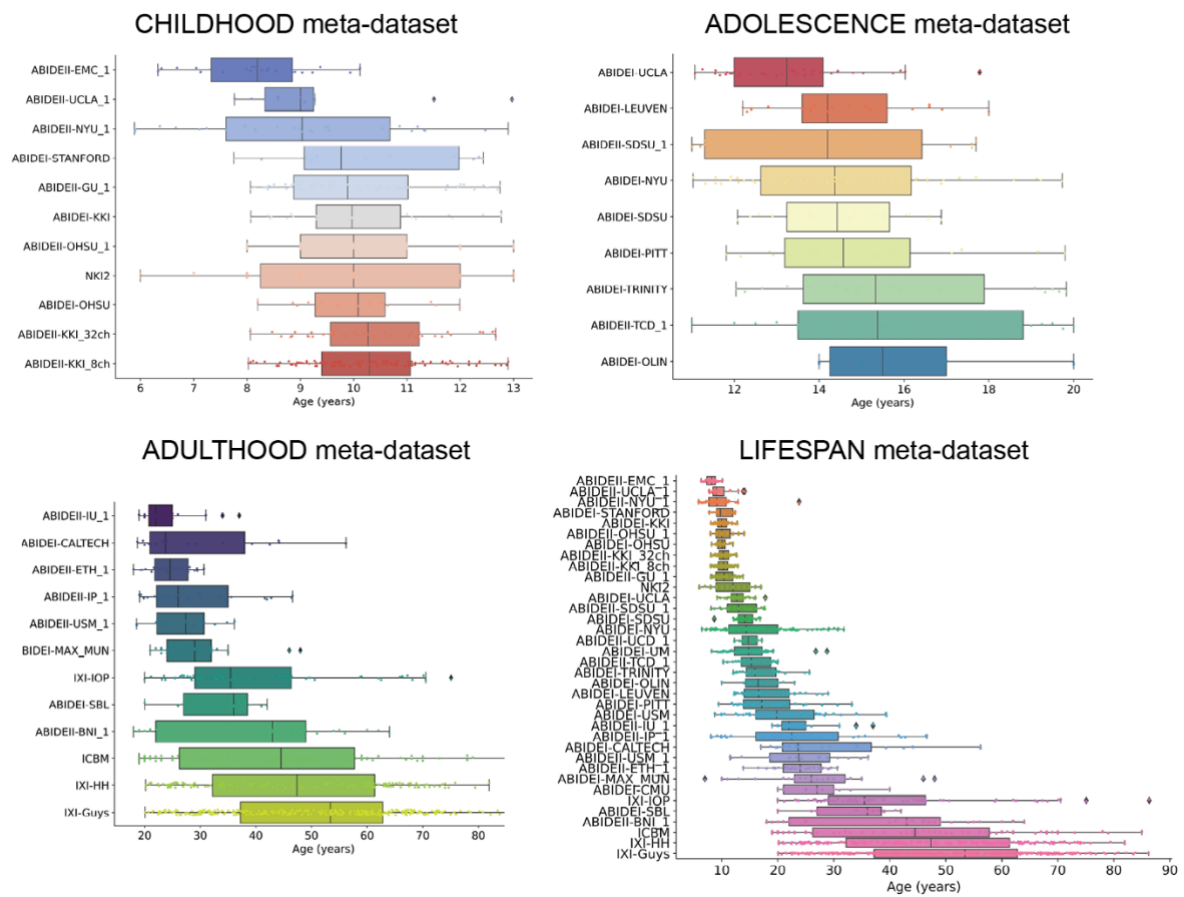 CHILDHOOD meta-dataset
ABIDEII-EMC_1
ABIDEII-UCLA_1
ABIDEII-NYU_1
ABIDEI-STANFORD
ABIDEII-GU_1
ABIDEI-KKI
ABIDEII-OHSU_1
NKI2
ABIDEI-OHSU
ABIDEII-KKI_32ch
ABIDEII-KKI_8ch
6 7 8 9 10 11 12 13
Age (years)
ADOLESCENCE meta-dataset
ABIDEI-UCLA
ABIDEI-LEUVEN
ABIDEII-SDSU_1
ABIDEI-NYU
ABIDEI-SDSU
ABIDEI-PITT
ABIDEI-TRINITY
ABIDEII-TCD_1
ABIDEI-OLIN
12 14 16 18 20
Age (years)
ADULTHOOD meta-dataset
ABIDEII-IU_1
ABIDEI-CALTECH
ABIDEII-ETH_1
ABIDEII-IP_1
ABIDEII-USM_1
BIDEI-MAX_MUN
IXI-IOP
ABIDEI-SBL
ABIDEII-BNI_1
ICBM
IXI-HH
IXI-Guys
20 30 40 50 60 70 80
Age (years)
LIFESPAN meta-dataset
ABIDEII-EMC_1
ABIDEII-UCLA_1
ABIDEII-NYU_1
ABIDEI-STANFORD
ABIDEI-KKI
ABIDEII-OHSU_1
ABIDEI-OHSU
ABIDEII-KKI_32ch
ABIDEII-KKI_8ch
ABIDEII-GU_1
NKI2
ABIDEI-UCLA
ABIDEII-SDSU_1
ABIDEI-SDSU
ABIDEI-NYU
ABIDEII-UCD_1
ABIDEI-UM
ABIDEII-TCD_1
ABIDEI-TRINITY
ABIDEI-OLIN
ABIDEI-LEUVEN
ABIDEI-PITT
ABIDEI-USM
ABIDEII-IU_1
ABIDEII-IP_1
ABIDEI-CALTECH
ABIDEII-USM_1
ABIDEII-ETH_1
ABIDEI-MAX_MUN
ABIDEI-CMU
IXI-IOP
ABIDEI-SBL
ABIDEII-BNI_1
ICBM
IXI-HH
IXI-Guys
10 20 30 40 50 60 70 80 90
Age (years)